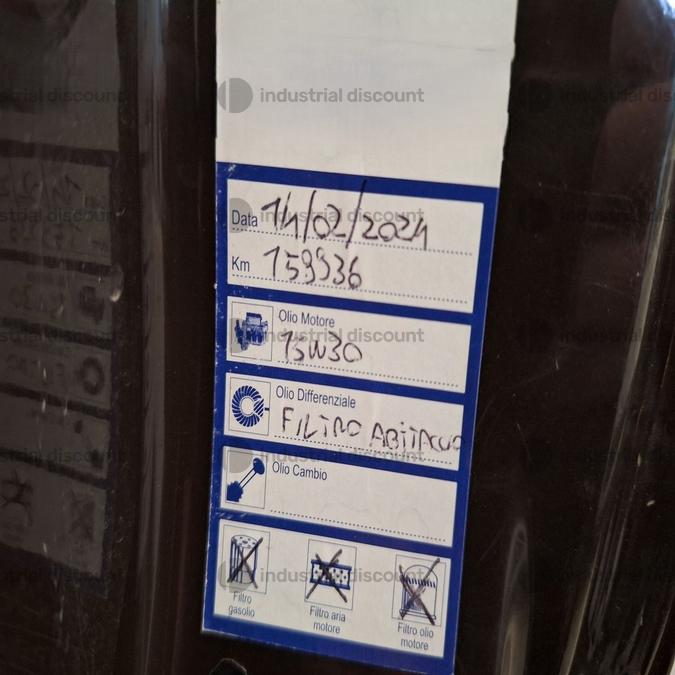 industrial discount
Data 14/02/2024
Km 159936
Olio Motore
15W30
Olio Differenziale
FILTRO ABITACOLO
Olio Cambio
Filtro gasolio
Filtro aria motore
Filtro olio motore